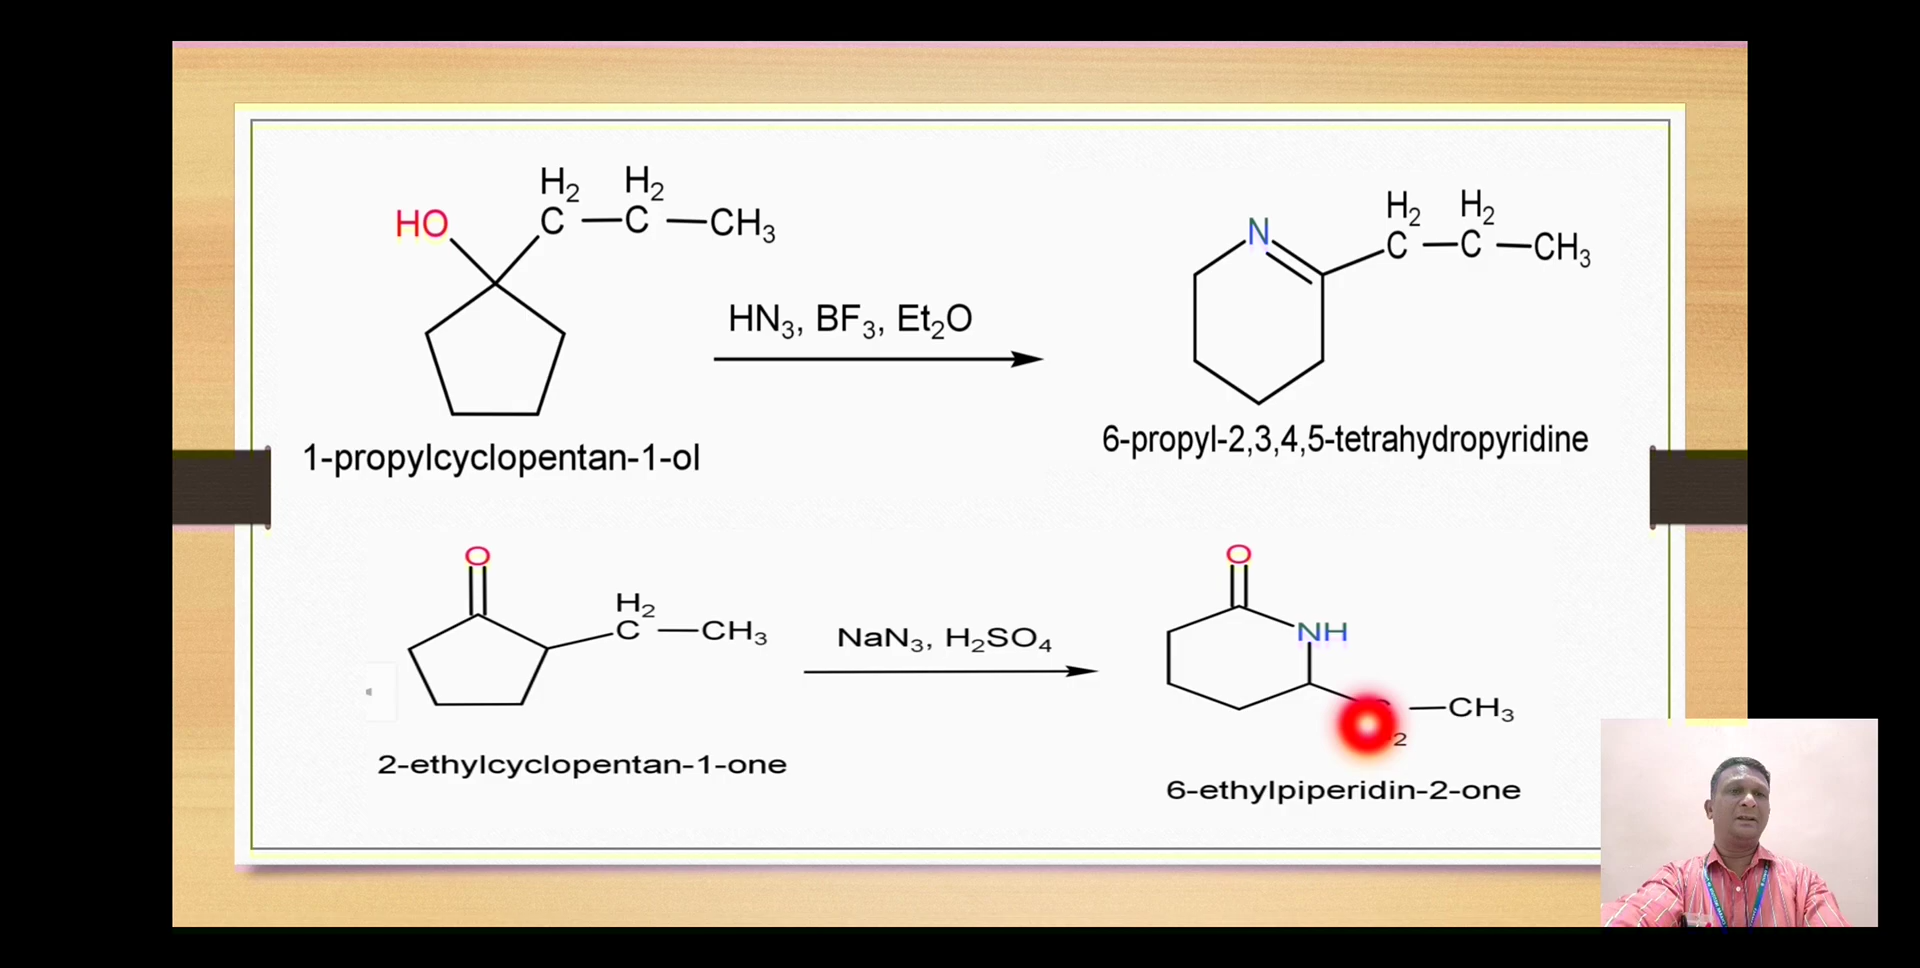 H2 H2
HO C—C—CH3
HN3, BF3, Et2O
1-propylcyclopentan-1-ol
H2 H2
N C—C—CH3
6-propyl-2,3,4,5-tetrahydropyridine
O
H2
C—CH3
NaN3, H2SO4
2-ethylcyclopentan-1-one
O
NH
—CH3
2
6-ethylpiperidin-2-one